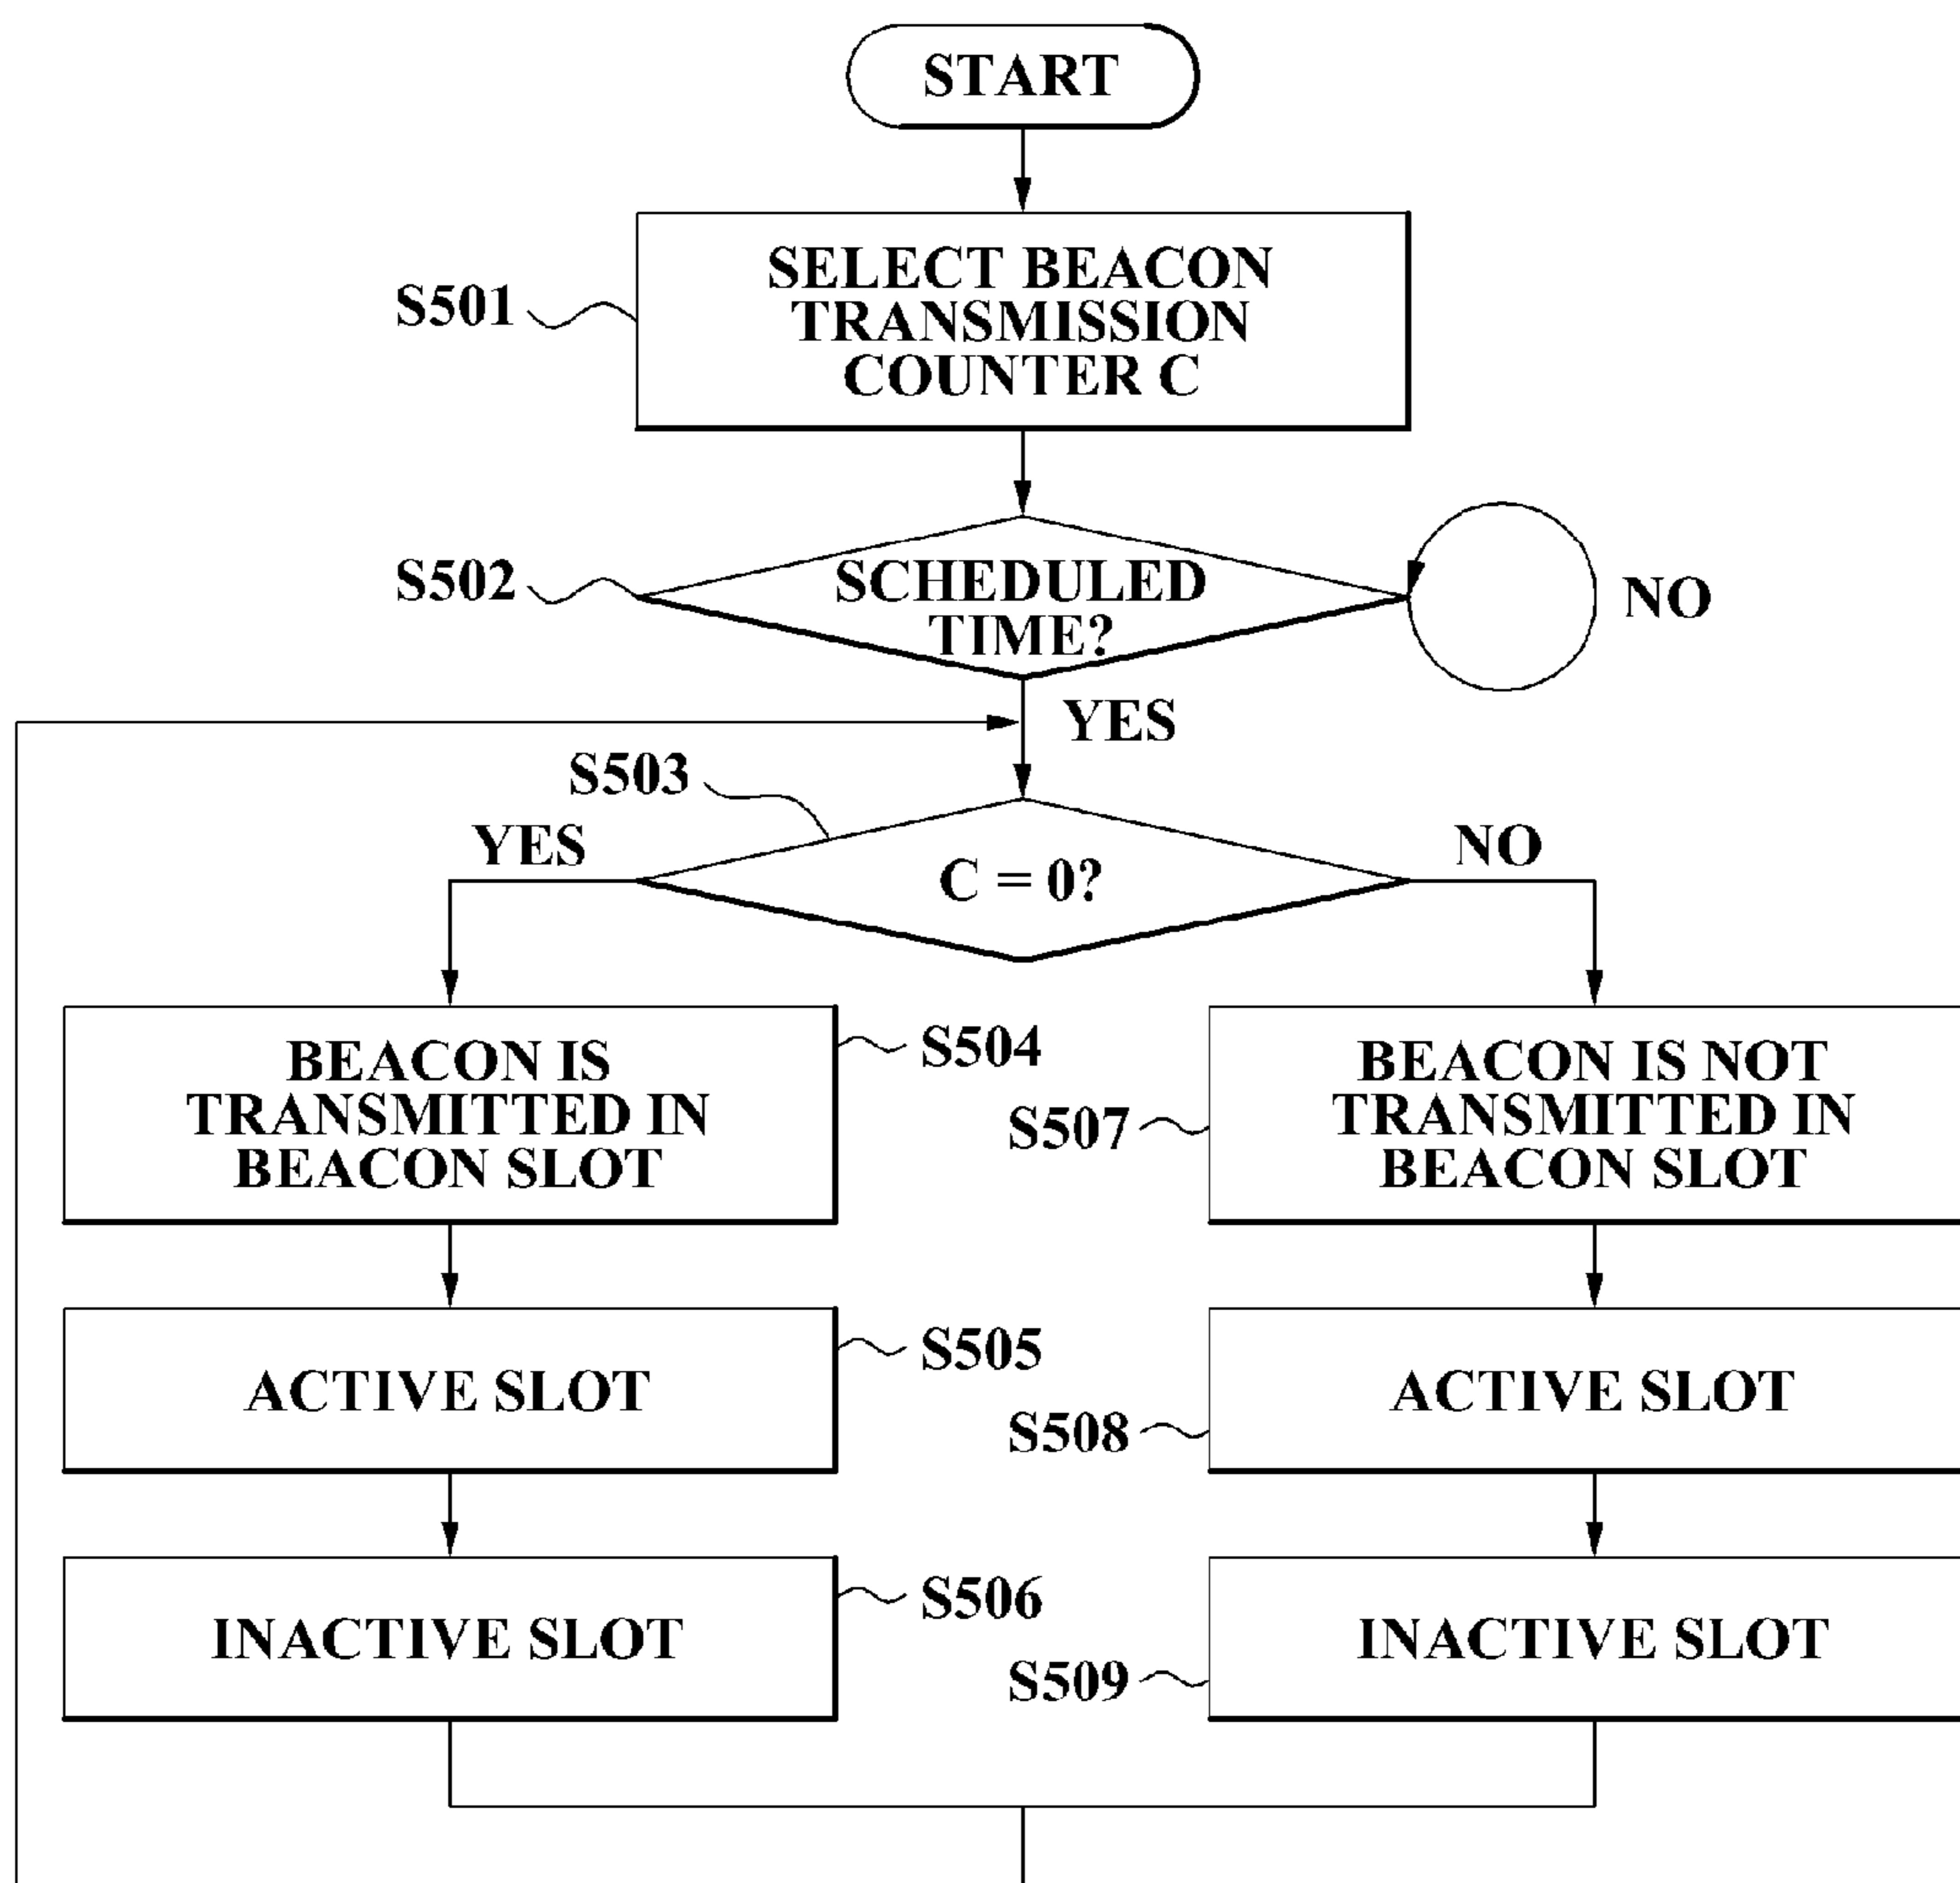 START
S501
SELECT BEACON
TRANSMISSION
COUNTER C
S502
SCHEDULED
TIME?
NO
YES
S503
YES
C = 0?
NO
BEACON IS
TRANSMITTED IN
BEACON SLOT
S504
S507
BEACON IS NOT
TRANSMITTED IN
BEACON SLOT
ACTIVE SLOT
S505
S508
ACTIVE SLOT
INACTIVE SLOT
S506
S509
INACTIVE SLOT